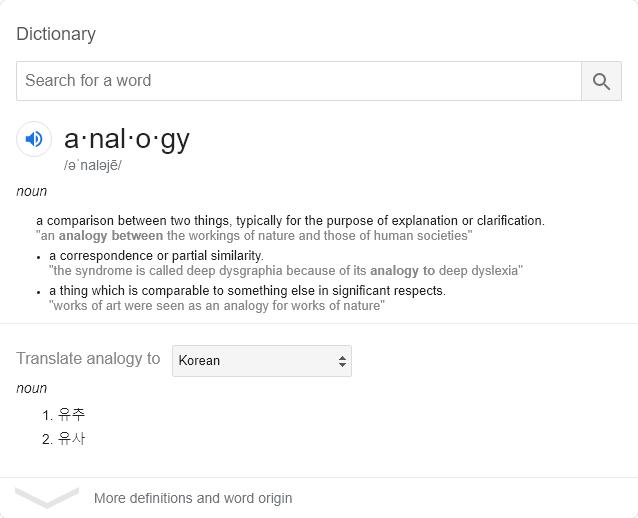 Dictionary
Search for a word
a·nal·o·gy
/əˈnaləjē/
noun
a comparison between two things, typically for the purpose of explanation or clarification.
"an analogy between the workings of nature and those of human societies"
• a correspondence or partial similarity.
"the syndrome is called deep dysgraphia because of its analogy to deep dyslexia"
• a thing which is comparable to something else in significant respects.
"works of art were seen as an analogy for works of nature"
Translate analogy to Korean
noun
1. 유추
2. 유사
More definitions and word origin